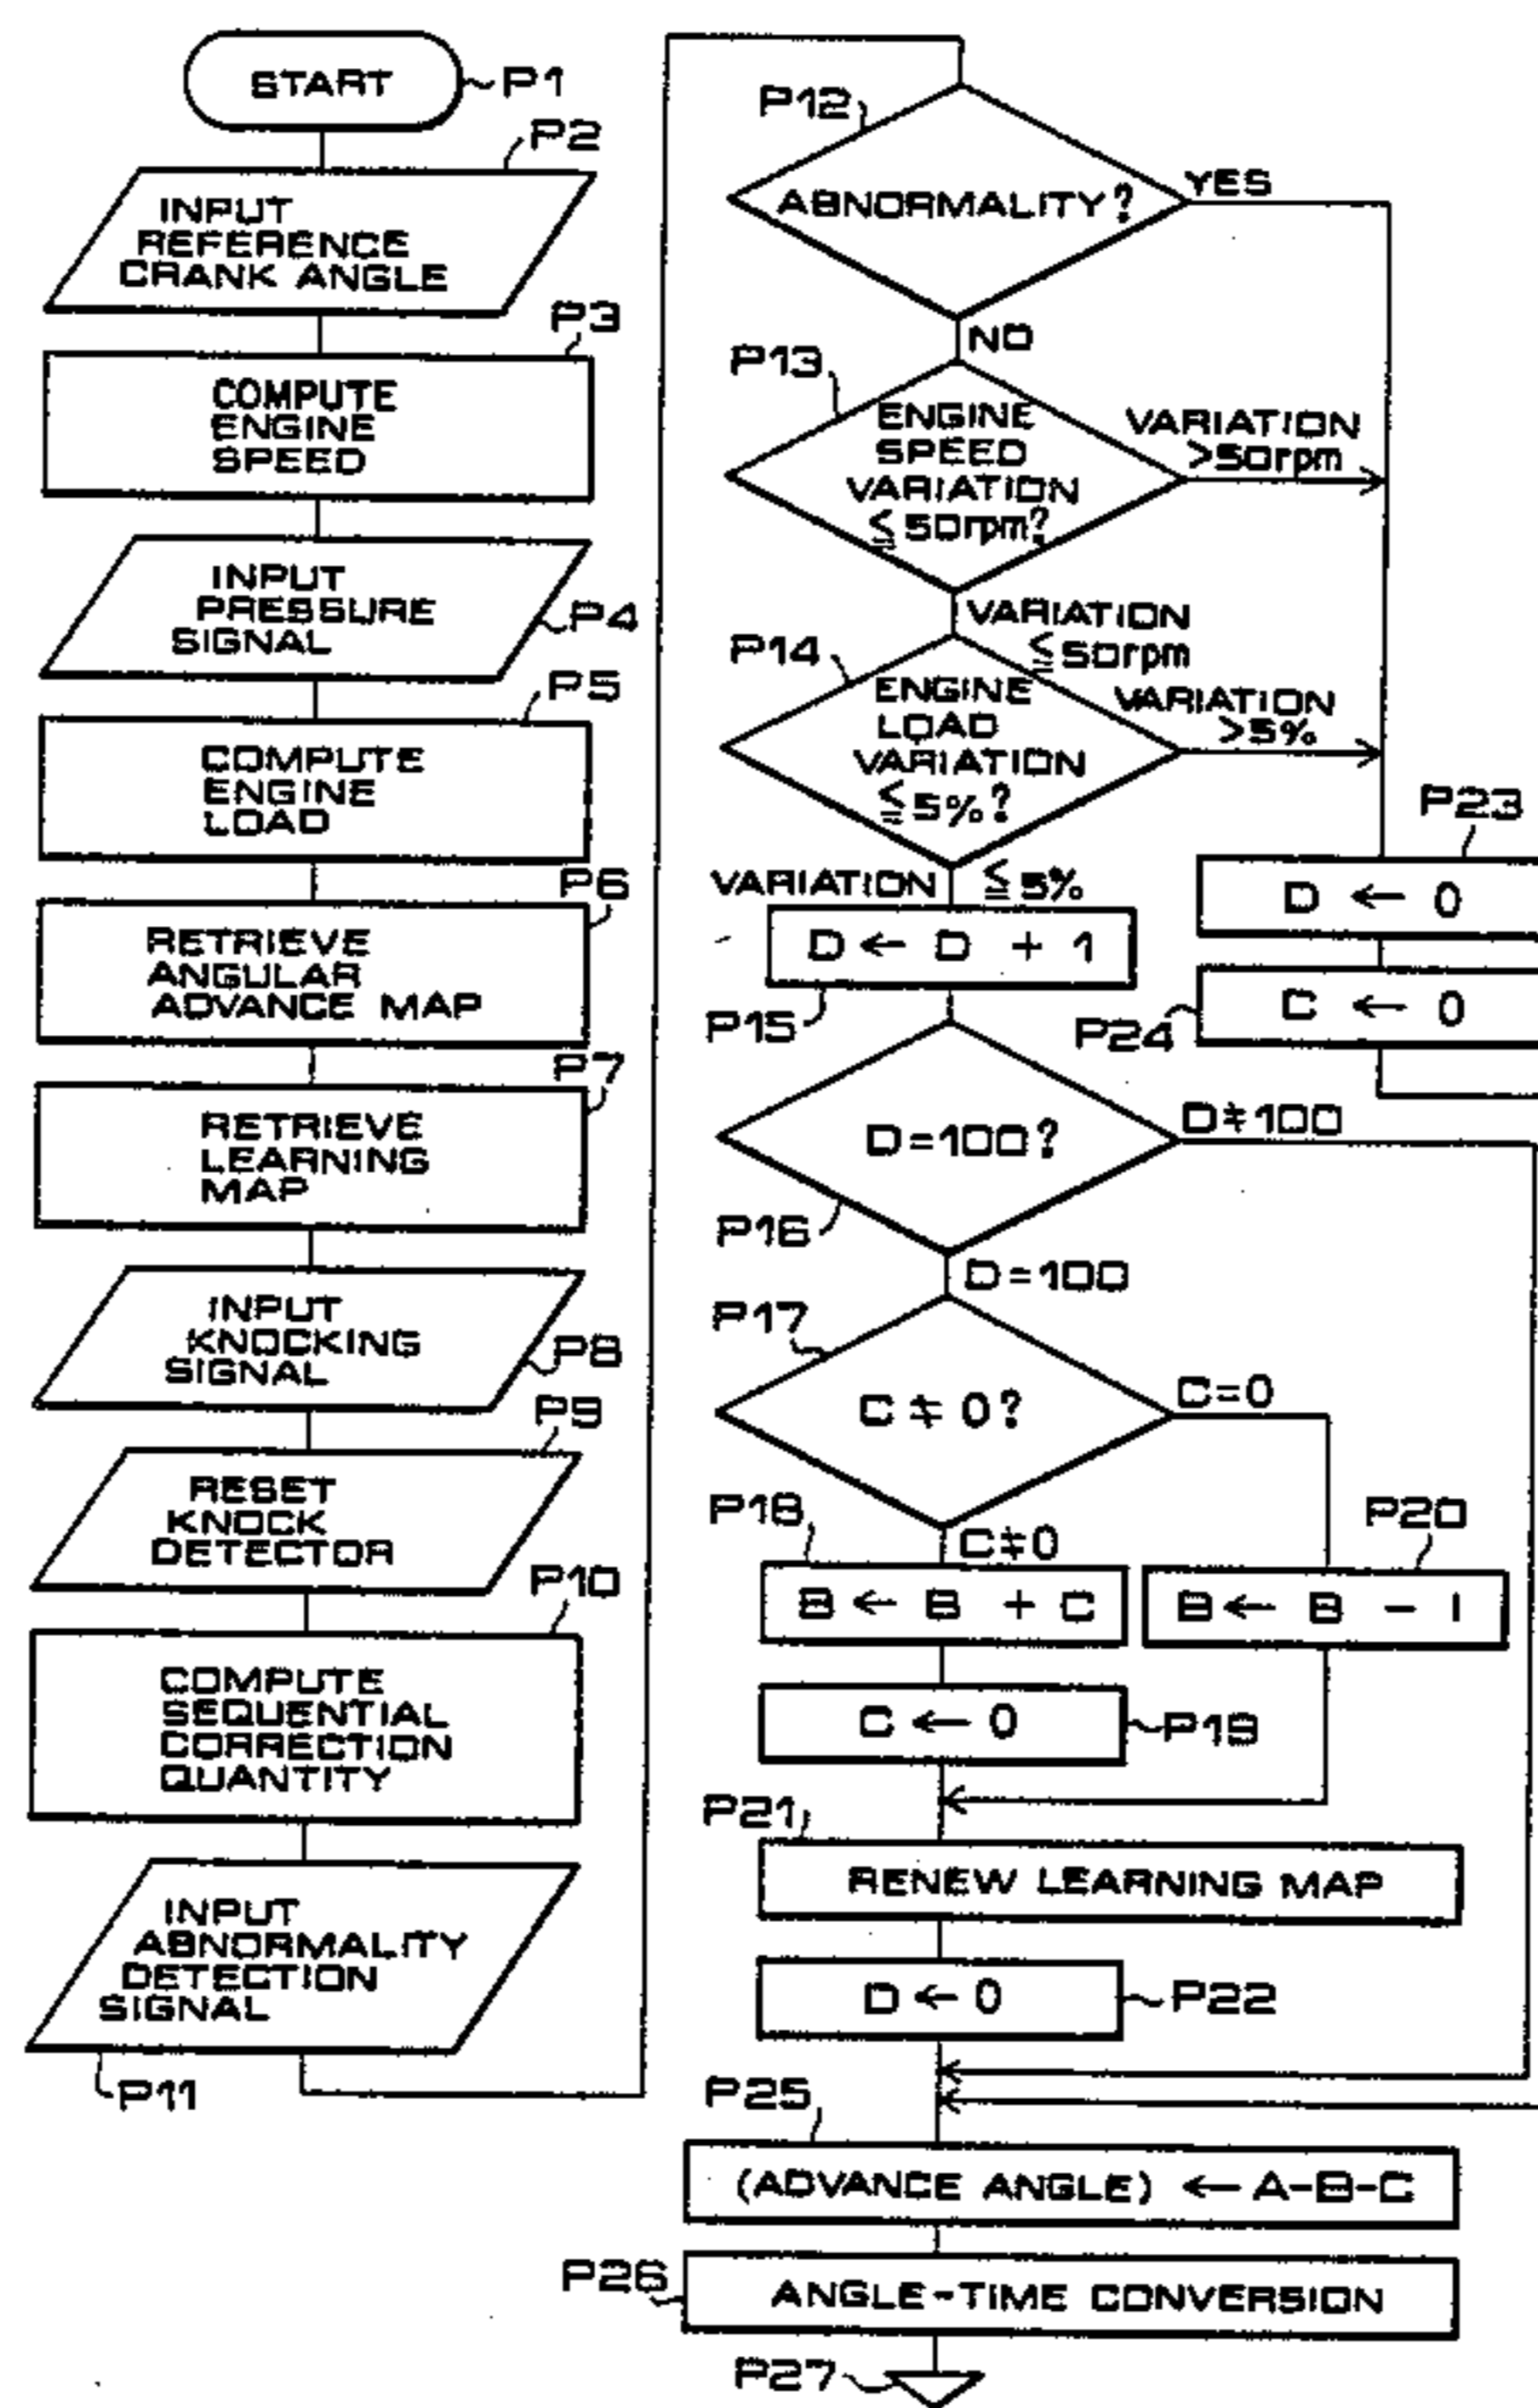 START
P1
P2
INPUT
REFERENCE
CRANK ANGLE
P3
COMPUTE
ENGINE
SPEED
INPUT
PRESSURE
SIGNAL
P4
P5
COMPUTE
ENGINE
LOAD
P6
RETRIEVE
ANGULAR
ADVANCE MAP
P7
RETRIEVE
LEARNING
MAP
INPUT
KNOCKING
SIGNAL
P8
P9
RESET
KNOCK
DETECTOR
P10
COMPUTE
SEQUENTIAL
CORRECTION
QUANTITY
INPUT
ABNORMALITY
DETECTION
SIGNAL
P11
P12
ABNORMALITY?
YES
NO
P13
ENGINE
SPEED
VARIATION
≦50rpm?
VARIATION
>50rpm
VARIATION
≦50rpm
P14
ENGINE
LOAD
VARIATION
≦5%?
VARIATION
>5%
VARIATION ≦5%
P23
D ← 0
D ← D + 1
P15
P24
C ← 0
D=100?
D≠100
P16
D=100
P17
C≠0?
C=0
C≠0
P18
B ← B + C
P20
B ← B - 1
C ← 0
P19
P21
RENEW LEARNING MAP
D ← 0
P22
P25
(ADVANCE ANGLE) ← A-B-C
P26
ANGLE-TIME CONVERSION
P27